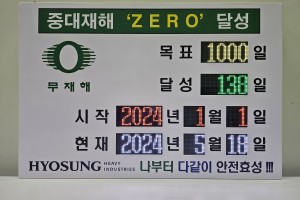 중대재해 'ZERO' 달성
무재해
목표 1000 일
달성 138 일
시작 2024 년 1 월 1 일
현재 2024 년 5 월 18 일
HYOSUNG HEAVY INDUSTRIES 나부터 다같이 안전효성 !!!